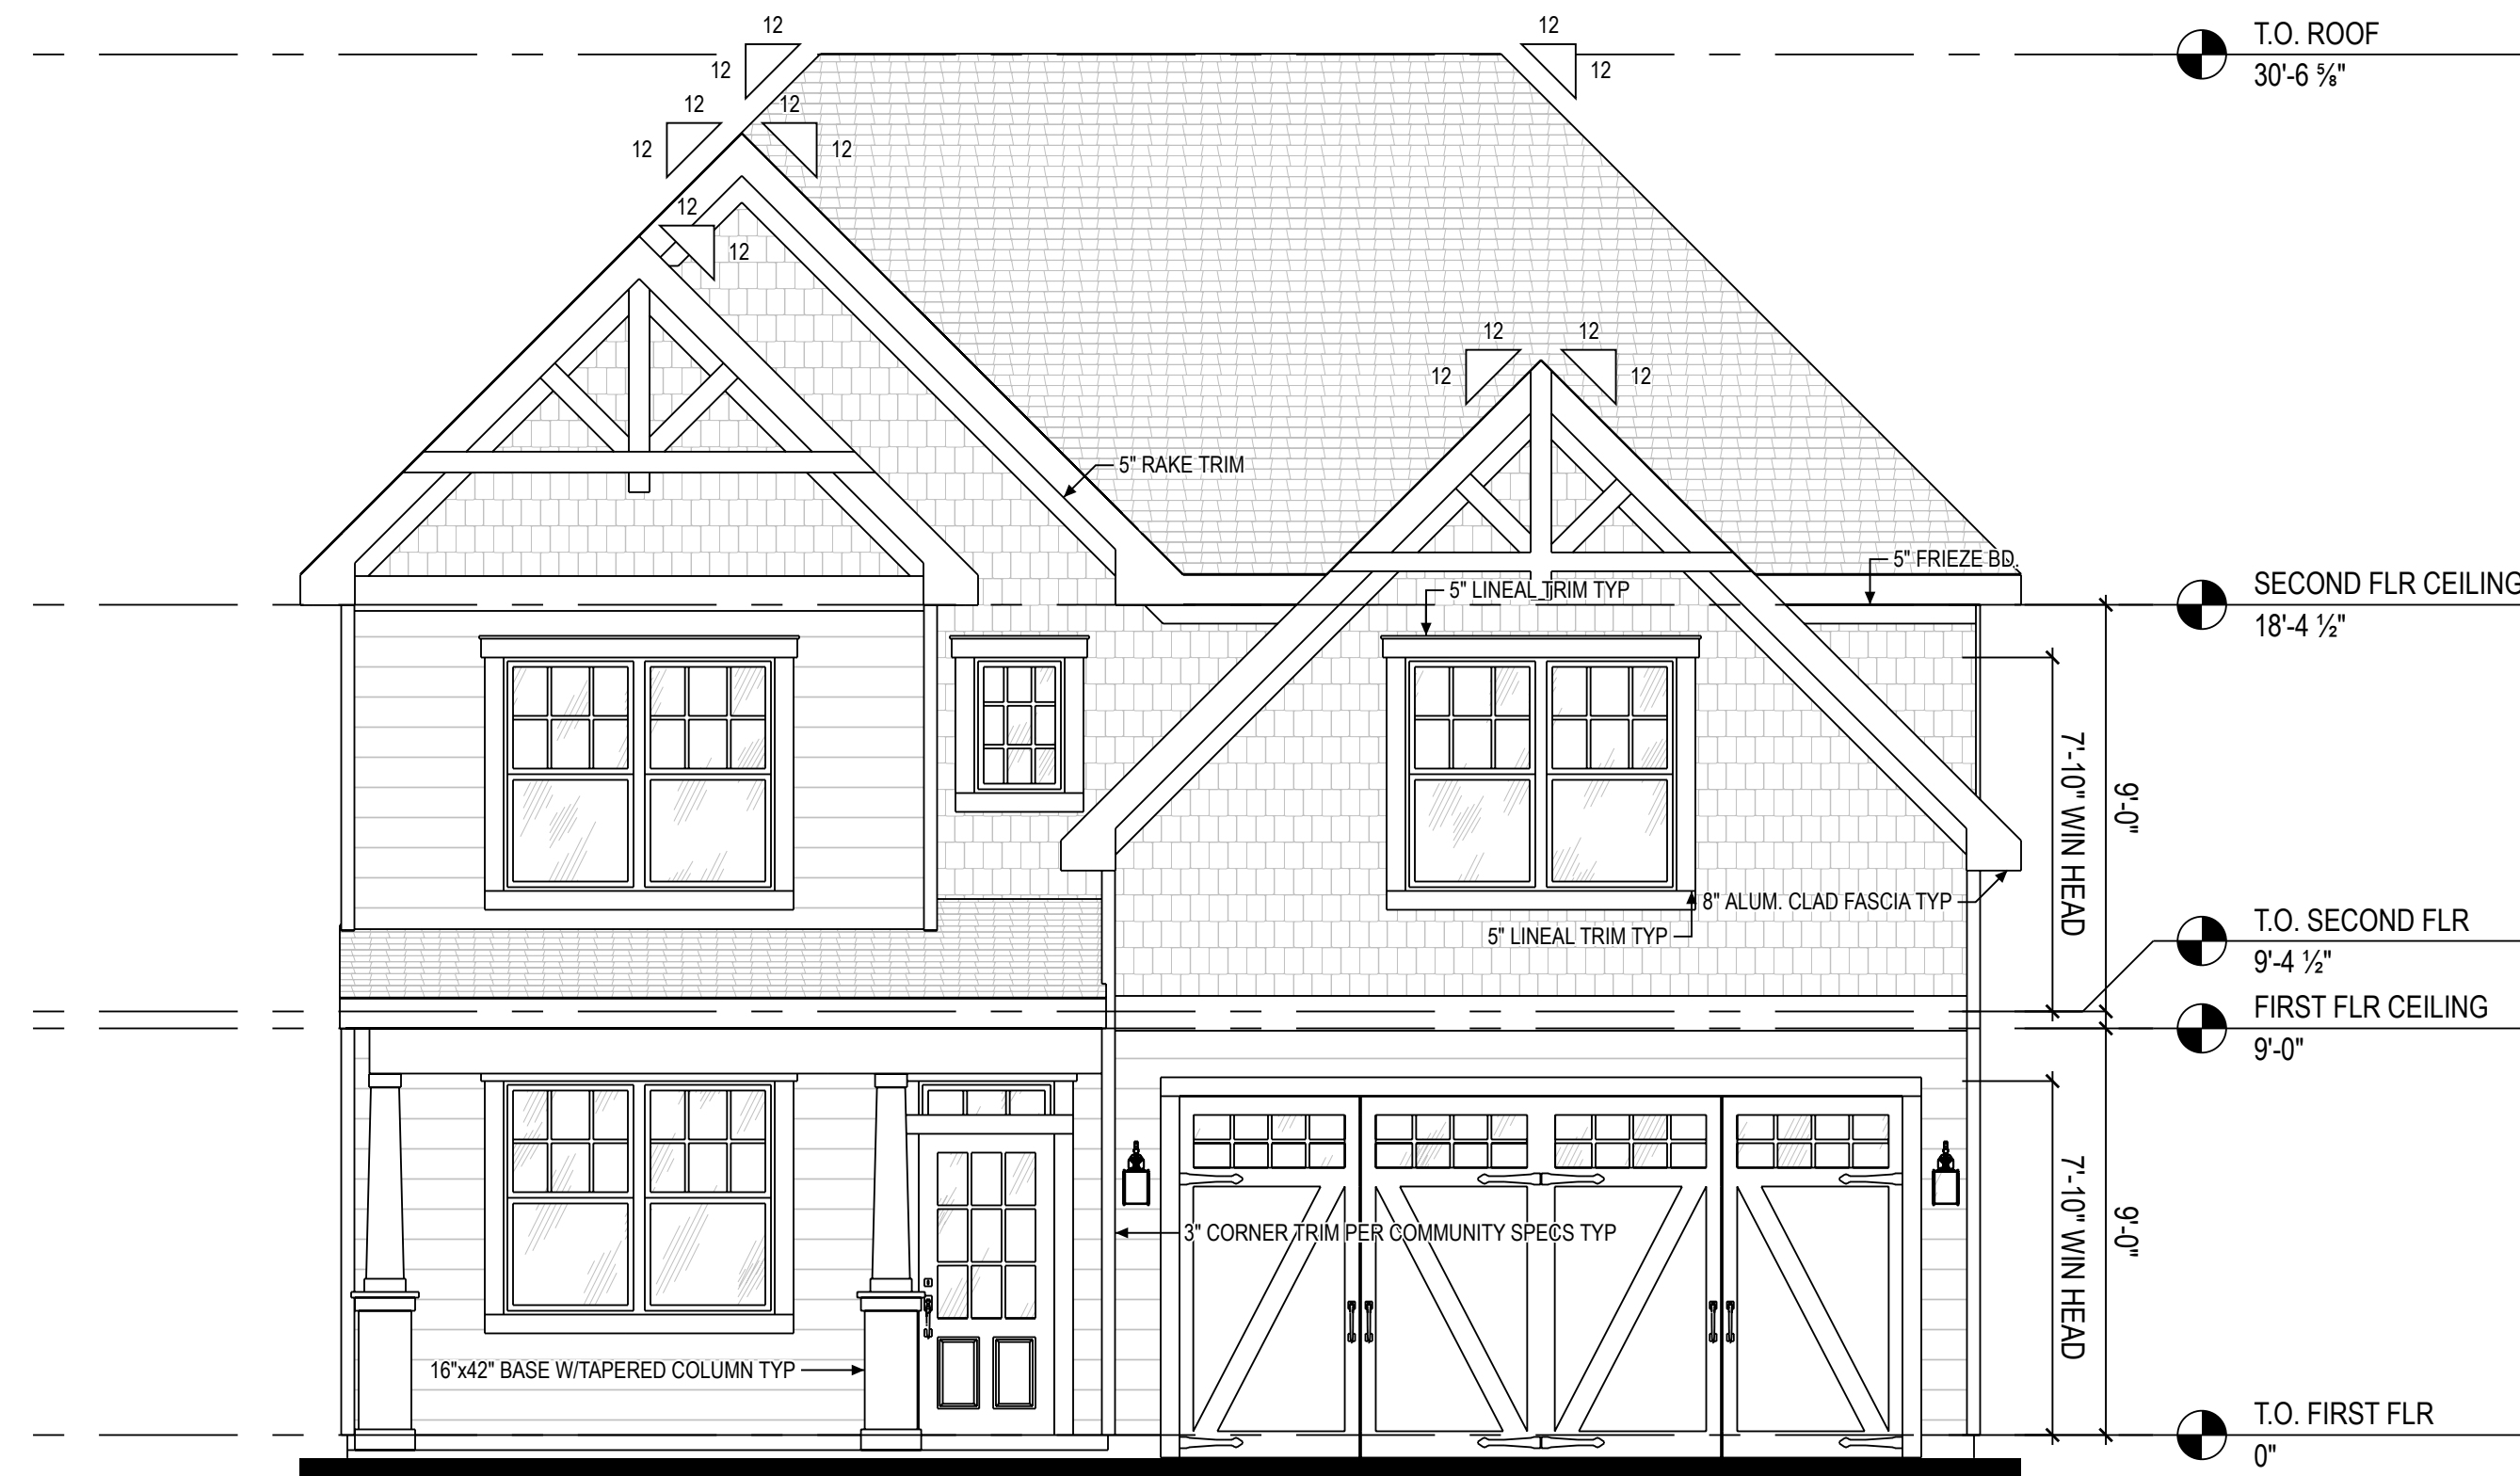 12
12
12
12
T.O. ROOF
30'-6 ⅝"
12
12
12
12
12
12
12
12
12
12
5" RAKE TRIM
5" FRIEZE BD.
5" LINEAL TRIM TYP
SECOND FLR CEILING
18'-4 ½"
7'-10" WIN HEAD
9'-0"
8" ALUM. CLAD FASCIA TYP
5" LINEAL TRIM TYP
T.O. SECOND FLR
9'-4 ½"
FIRST FLR CEILING
9'-0"
3" CORNER TRIM PER COMMUNITY SPECS TYP
7'-10" WIN HEAD
9'-0"
16"x42" BASE W/TAPERED COLUMN TYP
T.O. FIRST FLR
0"